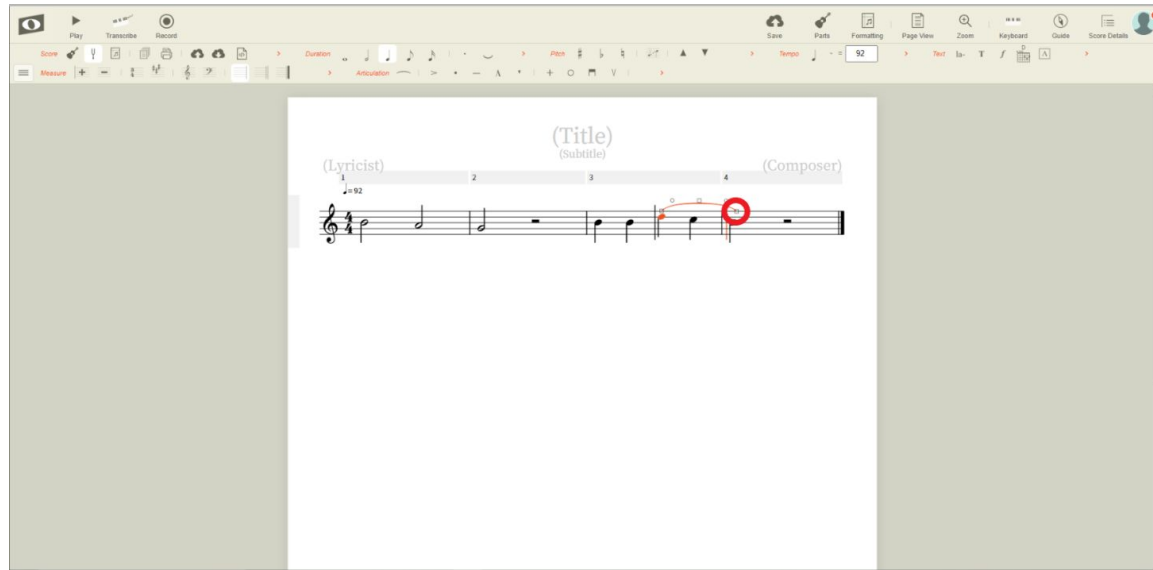 Play Transcribe Record Save Parts Formatting Page View Zoom Keyboard Guide Score Details
Score Duration Pitch Tempo - = 92 Text la- T f D A
Measure Articulation
(Title)
(Subtitle)
(Lyricist) (Composer)
1 2 3 4
♩= 92